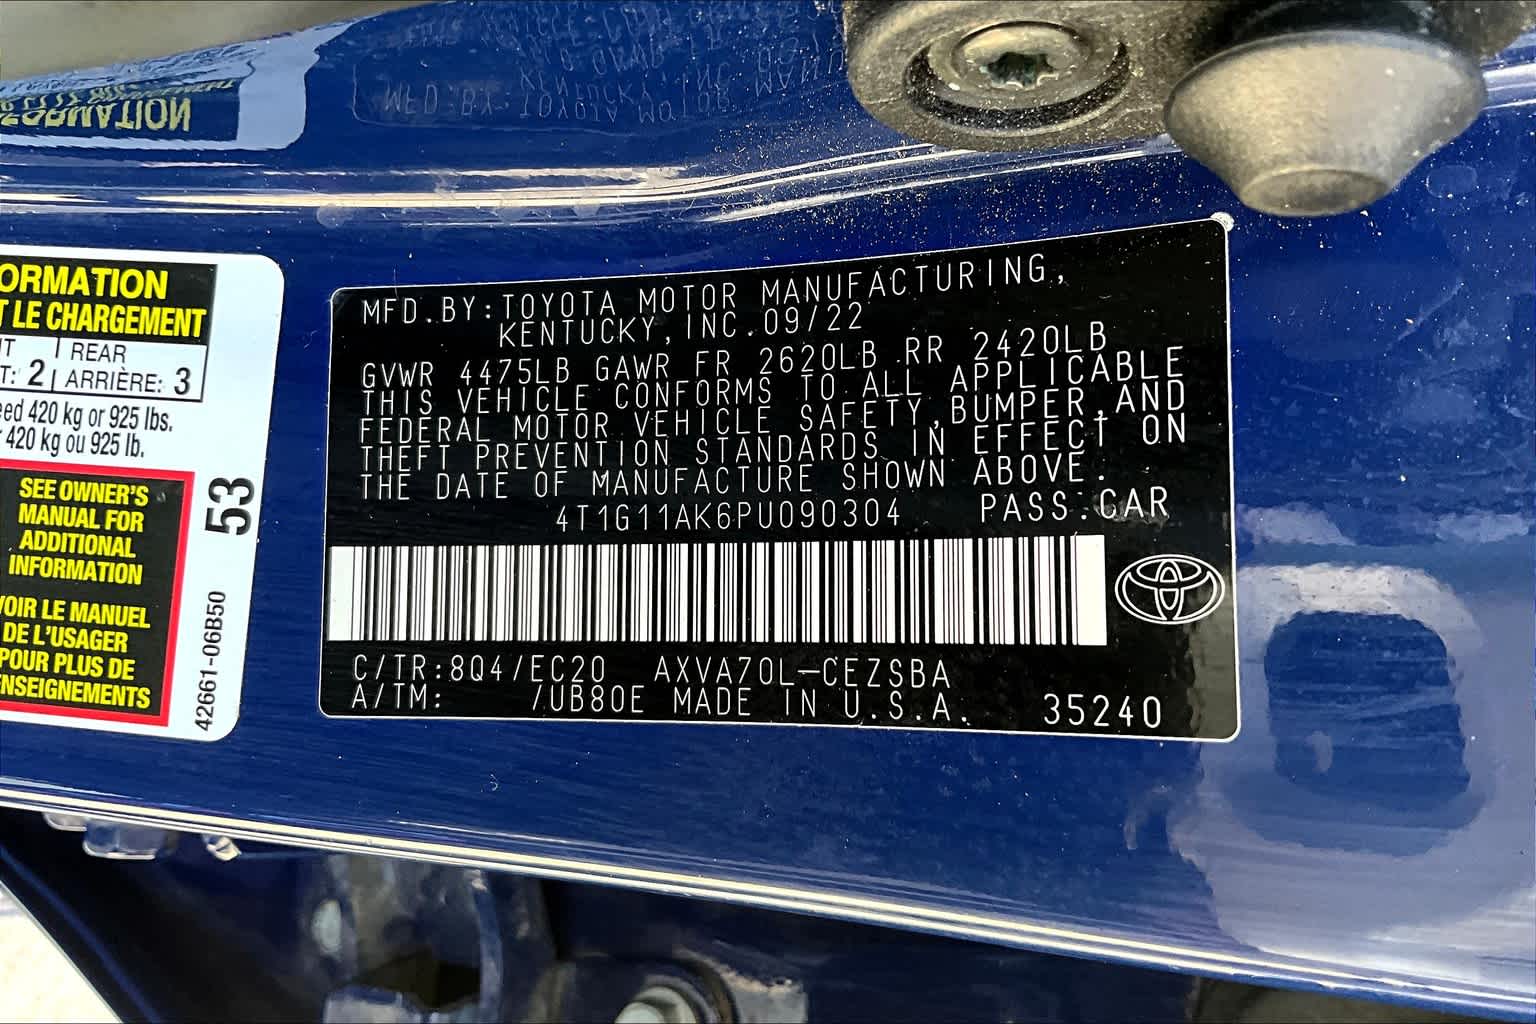 ORMATION
T LE CHARGEMENT
T | REAR
T: 2 | ARRIÈRE: 3
eed 420 kg or 925 lbs.
420 kg ou 925 lb.
SEE OWNER'S
MANUAL FOR
ADDITIONAL
INFORMATION
VOIR LE MANUEL
DE L'USAGER
POUR PLUS DE
ENSEIGNEMENTS
53
42661-06B50
MFD.BY:TOYOTA MOTOR MANUFACTURING,
KENTUCKY,INC.09/22
GVWR 4475LB GAWR FR 2620LB RR 2420LB
THIS VEHICLE CONFORMS TO ALL APPLICABLE
FEDERAL MOTOR VEHICLE SAFETY,BUMPER,AND
THEFT PREVENTION STANDARDS IN EFFECT ON
THE DATE OF MANUFACTURE SHOWN ABOVE.
4T1G11AK6PU090304 PASS.CAR
C/TR:8Q4/EC20 AXVA70L-CEZSBA
A/TM: /UB80E MADE IN U.S.A. 35240